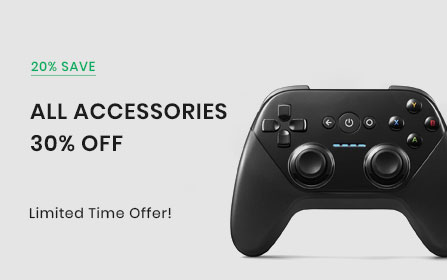 20% SAVE
ALL ACCESSORIES
30% OFF
Limited Time Offer!
Y
X
B
A